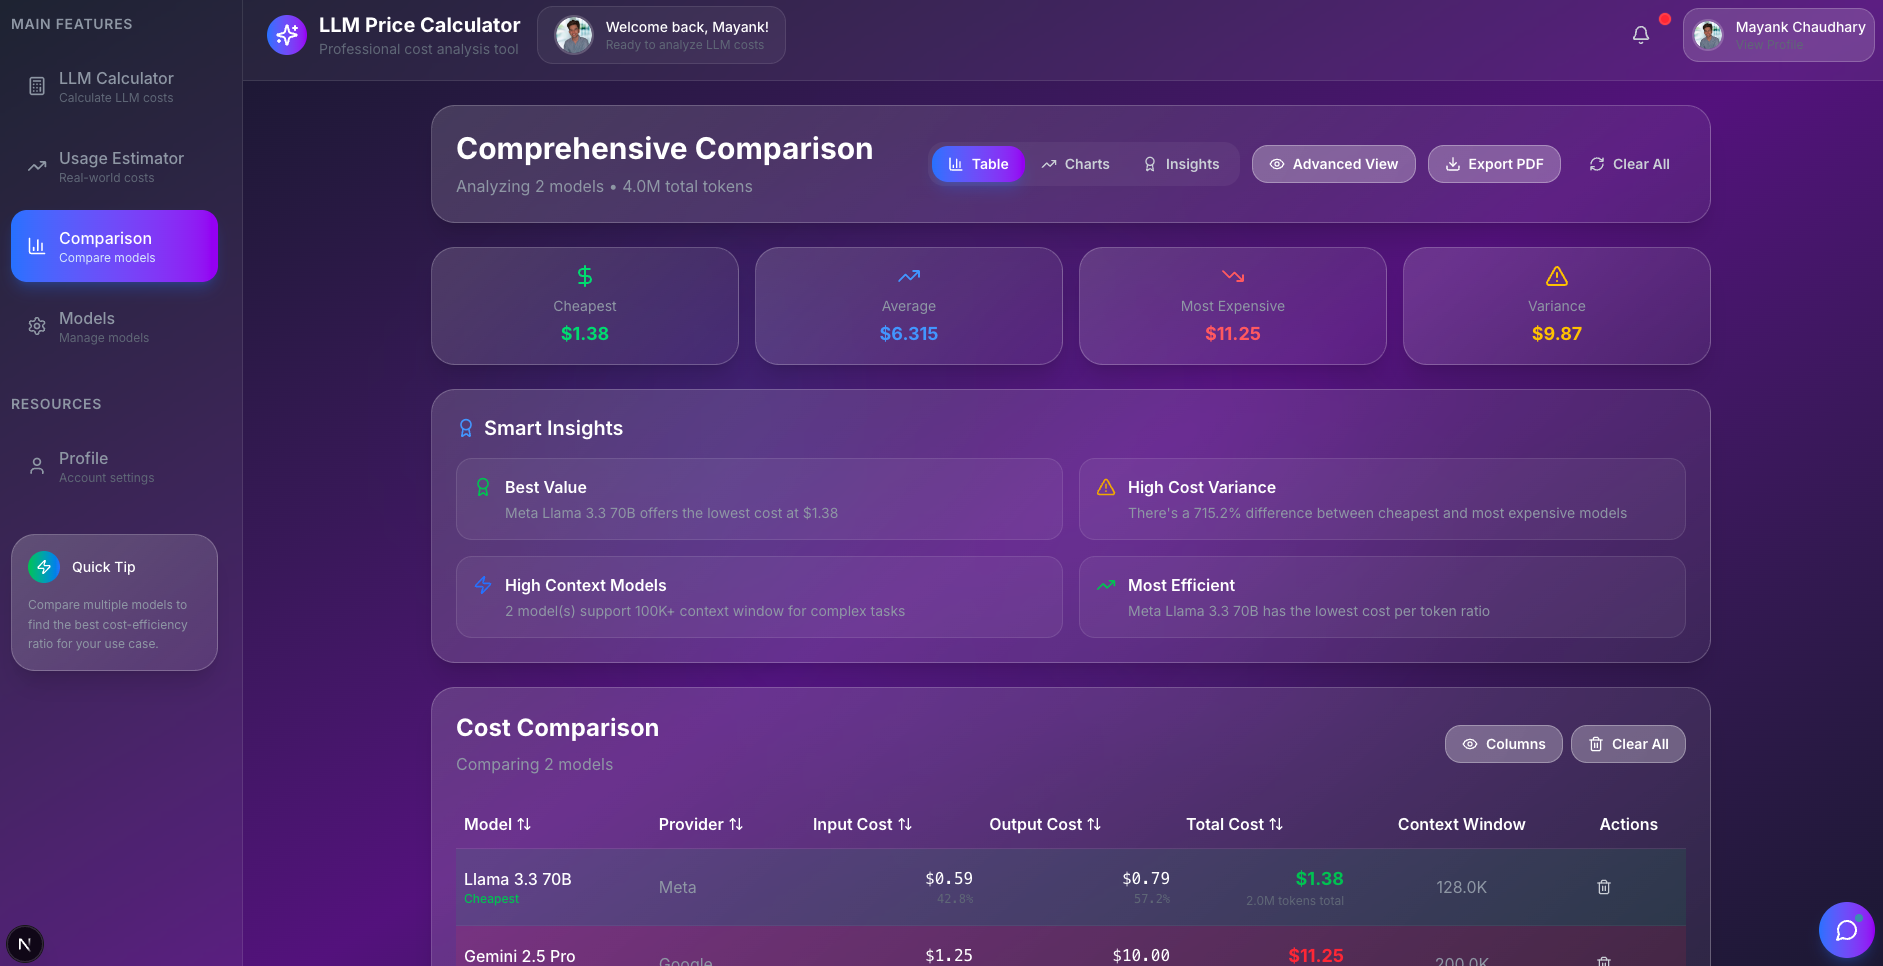 MAIN FEATURES
LLM Calculator
Calculate LLM costs
Usage Estimator
Real-world costs
Comparison
Compare models
Models
Manage models
RESOURCES
Profile
Account settings
Quick Tip
Compare multiple models to
find the best cost-efficiency
ratio for your use case.
N
LLM Price Calculator
Professional cost analysis tool
Welcome back, Mayank!
Ready to analyze LLM costs
Mayank Chaudhary
View Profile
Comprehensive Comparison
Analyzing 2 models • 4.0M total tokens
Table
Charts
Insights
Advanced View
Export PDF
Clear All
Cheapest
$1.38
Average
$6.315
Most Expensive
$11.25
Variance
$9.87
Smart Insights
Best Value
Meta Llama 3.3 70B offers the lowest cost at $1.38
High Cost Variance
There's a 715.2% difference between cheapest and most expensive models
High Context Models
2 model(s) support 100K+ context window for complex tasks
Most Efficient
Meta Llama 3.3 70B has the lowest cost per token ratio
Cost Comparison
Comparing 2 models
Columns
Clear All
Model Provider Input Cost Output Cost Total Cost Context Window Actions
Llama 3.3 70B Meta $0.59 $0.79 $1.38 128.0K
Cheapest 42.8% 57.2% 2.0M tokens total
Gemini 2.5 Pro Google $1.25 $10.00 $11.25 200.0K